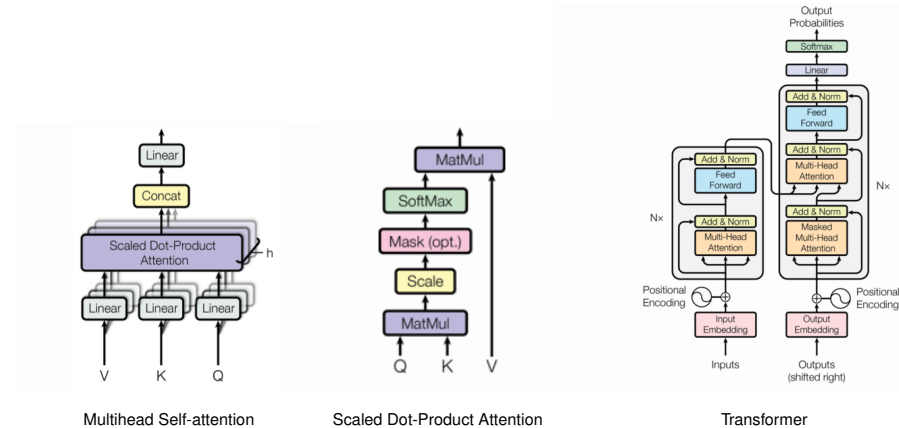 Linear
Concat
Scaled Dot-Product
Attention
h
Linear
Linear
Linear
V
K
Q
Multihead Self-attention
MatMul
SoftMax
Mask (opt.)
Scale
MatMul
Q
K
V
Scaled Dot-Product Attention
Output
Probabilities
Softmax
Linear
Add & Norm
Feed
Forward
Add & Norm
Multi-Head
Attention
Add & Norm
Masked
Multi-Head
Attention
N×
Add & Norm
Feed
Forward
Add & Norm
Multi-Head
Attention
N×
Positional
Encoding
Positional
Encoding
Input
Embedding
Output
Embedding
Inputs
Outputs
(shifted right)
Transformer